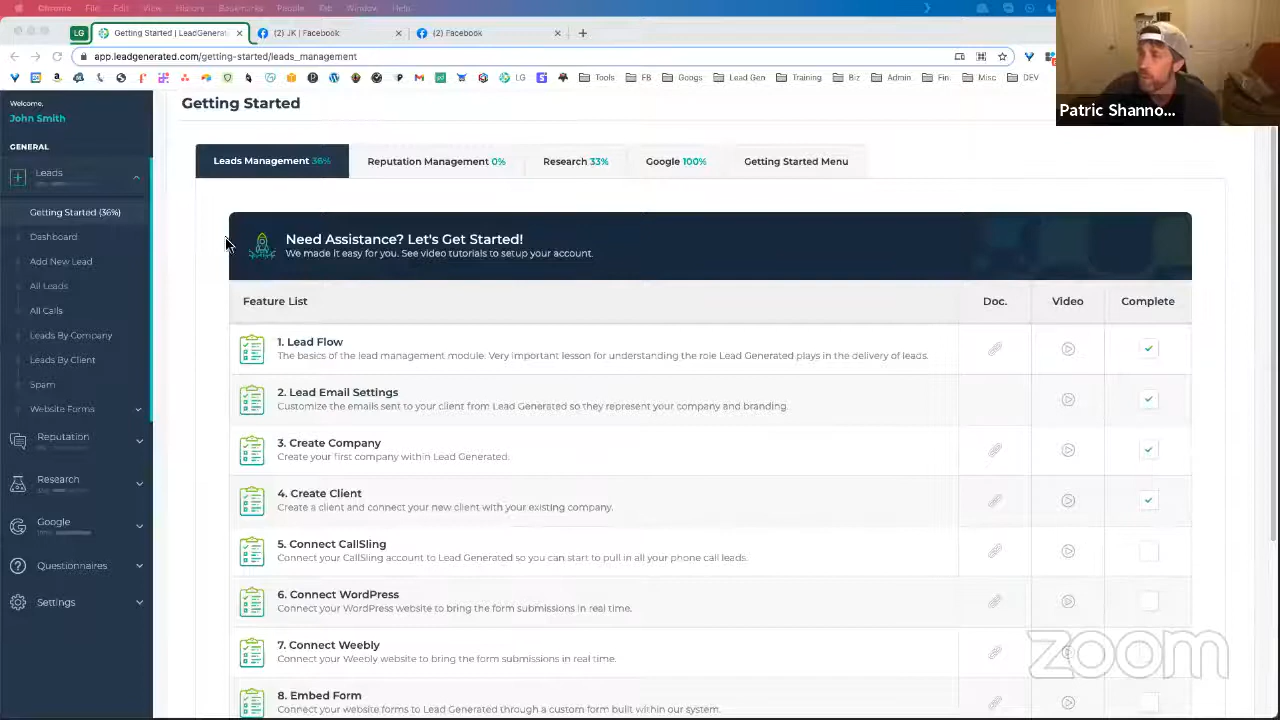 Chrome File Edit View History Bookmarks People Tab Window Help
LG Getting Started | LeadGenerat (2) JK | Facebook (2) Facebook
app.leadgenerated.com/getting-started/leads_management
LG Tools FB Googs Lead Gen Training Admin Fin. Misc DEV
Patric Shanno...
Welcome,
John Smith
GENERAL
Leads
Getting Started (36%)
Dashboard
Add New Lead
All Leads
All Calls
Leads By Company
Leads By Client
Spam
Website Forms
Reputation
Research
Google
Questionnaires
Settings
Getting Started
Leads Management 36% Reputation Management 0% Research 33% Google 100% Getting Started Menu
Need Assistance? Let's Get Started!
We made it easy for you. See video tutorials to setup your account.
Feature List Doc. Video Complete
1. Lead Flow
The basics of the lead management module. Very important lesson for understanding the role Lead Generated plays in the delivery of leads.
2. Lead Email Settings
Customize the emails sent to your client from Lead Generated so they represent your company and branding.
3. Create Company
Create your first company within Lead Generated.
4. Create Client
Create a client and connect your new client with your existing company.
5. Connect CallSling
Connect your CallSling account to Lead Generated so you can start to pull in all your phone call leads.
6. Connect WordPress
Connect your WordPress website to bring the form submissions in real time.
7. Connect Weebly
Connect your Weebly website to bring the form submissions in real time.
8. Embed Form
Connect your website forms to Lead Generated through a custom form built within our system.
zoom